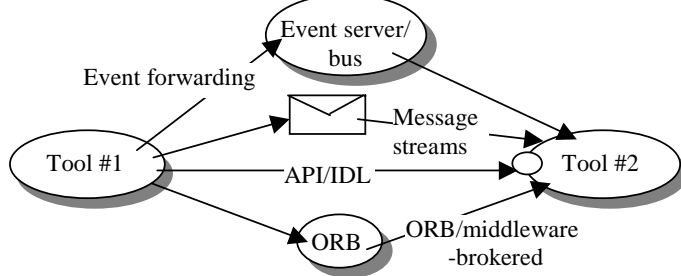 Event server/
bus
Event forwarding
Message
streams
Tool #1
Tool #2
API/IDL
ORB
ORB/middleware
-brokered